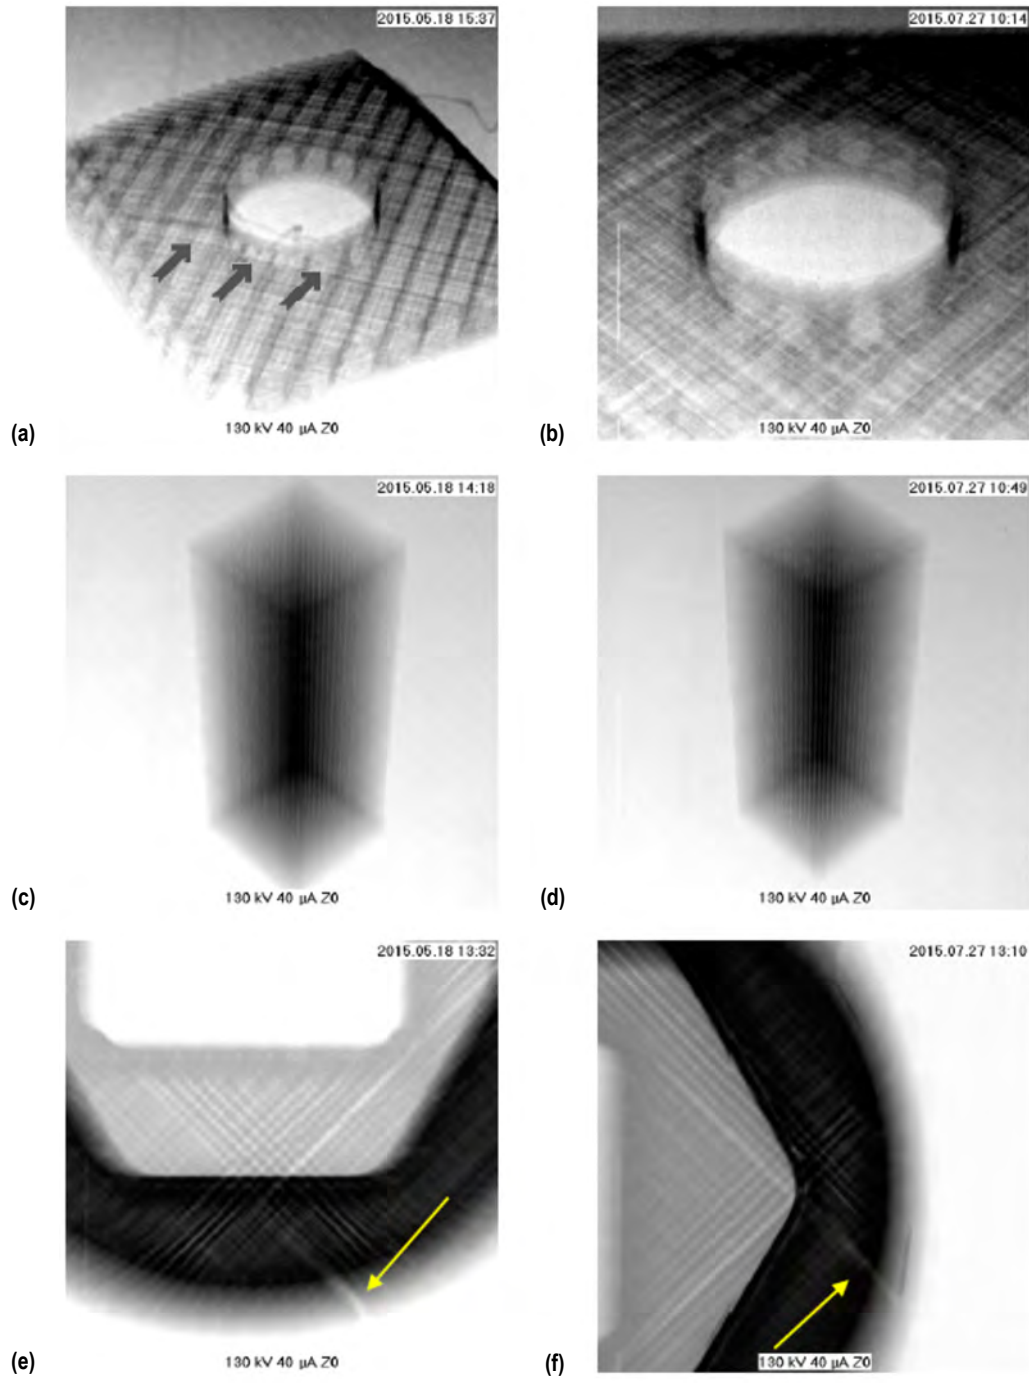 2015.05.18 15:37
2015.07.27 10:14
(a)
130 kV 40 µA Z0
(b)
130 kV 40 µA Z0
2015.05.18 14:18
2015.07.27 10:49
(c)
130 kV 40 µA Z0
(d)
130 kV 40 µA Z0
2015.05.18 13:32
2015.07.27 13:10
(e)
130 kV 40 µA Z0
(f)
130 kV 40 µA Z0